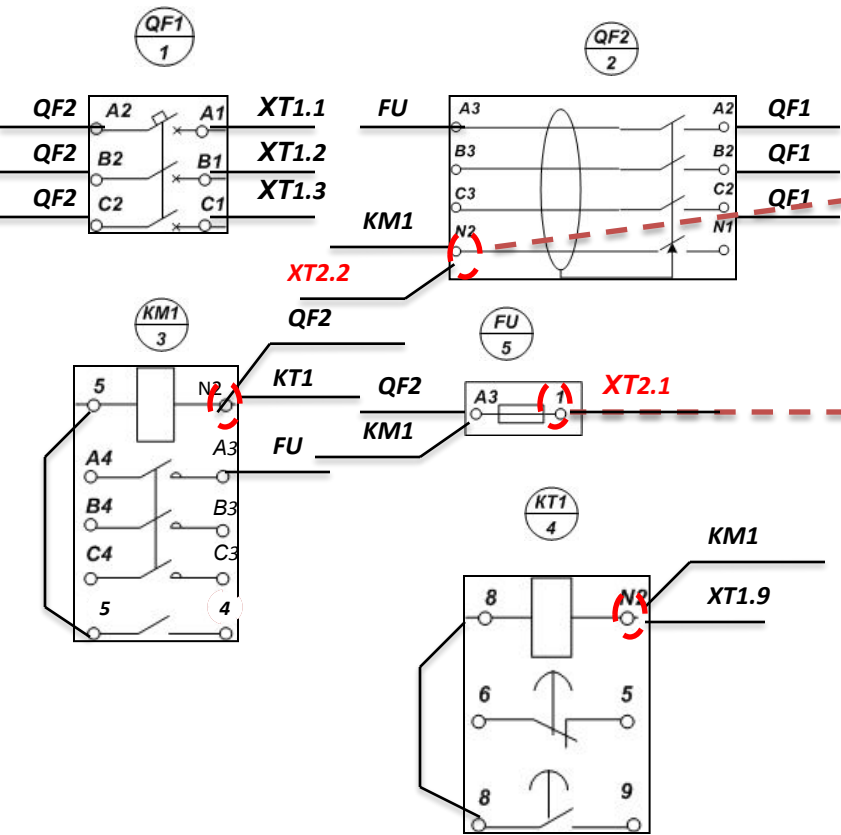 QF1
1
QF2
2
QF2 A2 A1 XT1.1
QF2 B2 B1 XT1.2
QF2 C2 C1 XT1.3
FU A3 A2 QF1
B3 B2 QF1
C3 C2 QF1
KM1 N2 N1
XT2.2
KM1
3
QF2
5 N2 KT1
A4 A3 FU
B4 B3
C4 C3
5 4
FU
5
QF2 A3 1 XT2.1
KM1
KT1
4
KM1
8 N2 XT1.9
6 5
8 9